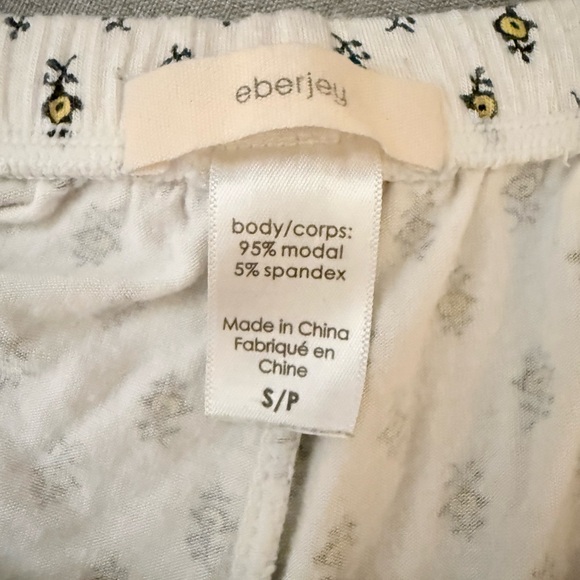 eberjey
body/corps:
95% modal
5% spandex
Made in China
Fabriqué en
Chine
S/P